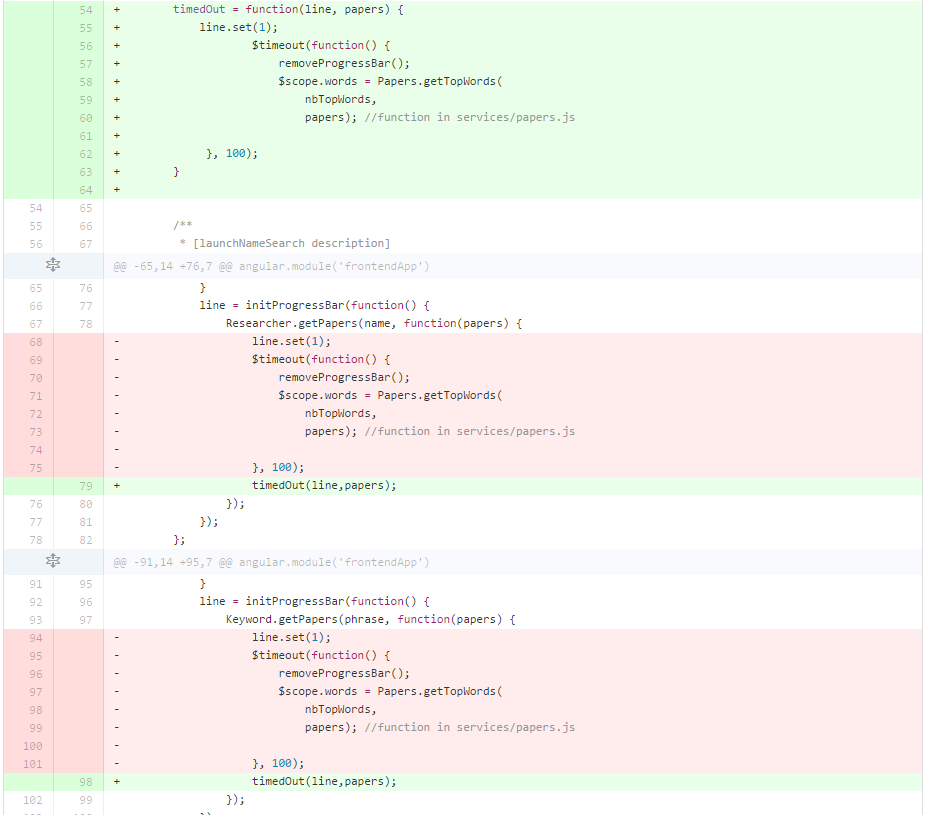 54 + timedOut = function(line, papers) {
55 + line.set(1);
56 + $timeout(function() {
57 + removeProgressBar();
58 + $scope.words = Papers.getTopWords(
59 + nbTopWords,
60 + papers); //function in services/papers.js
61 +
62 + }, 100);
63 + }
64 +
54 65
55 66 /**
56 67 * [launchNameSearch description]
@@ -65,14 +76,7 @@ angular.module('frontendApp')
65 76 }
66 77 line = initProgressBar(function() {
67 78 Researcher.getPapers(name, function(papers) {
68 - line.set(1);
69 - $timeout(function() {
70 - removeProgressBar();
71 - $scope.words = Papers.getTopWords(
72 - nbTopWords,
73 - papers); //function in services/papers.js
74 -
75 - }, 100);
79 + timedOut(line,papers);
76 80 });
77 81 });
78 82 };
@@ -91,14 +95,7 @@ angular.module('frontendApp')
91 95 }
92 96 line = initProgressBar(function() {
93 97 Keyword.getPapers(phrase, function(papers) {
94 - line.set(1);
95 - $timeout(function() {
96 - removeProgressBar();
97 - $scope.words = Papers.getTopWords(
98 - nbTopWords,
99 - papers); //function in services/papers.js
100 -
101 - }, 100);
98 + timedOut(line,papers);
102 99 });